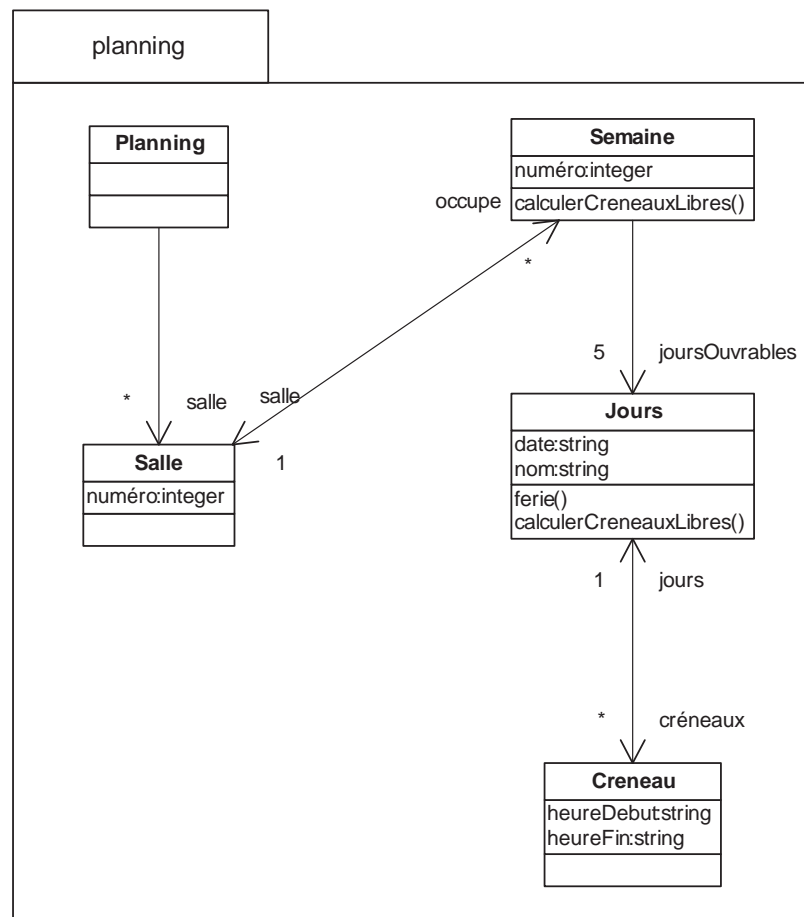 planning
Planning
Semaine
numéro:integer
calculerCreneauxLibres()
occupe
*
5
joursOuvrables
*
salle
salle
1
Salle
numéro:integer
Jours
date:string
nom:string
ferie()
calculerCreneauxLibres()
1
jours
*
créneaux
Creneau
heureDebut:string
heureFin:string